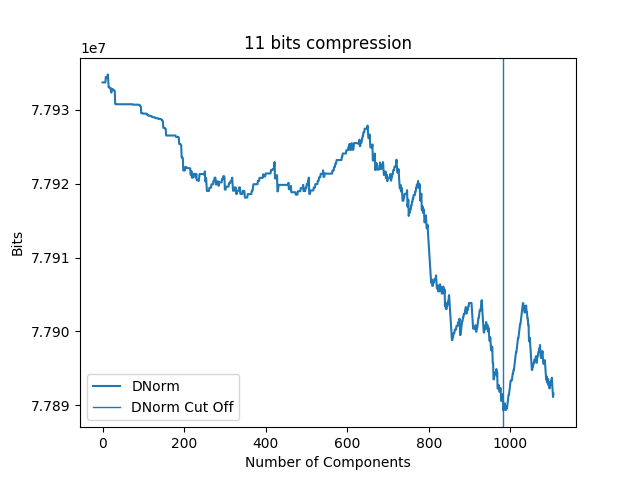 11 bits compression
1e7
7.793
7.792
7.791
7.790
7.789
Bits
DNorm
DNorm Cut Off
0 200 400 600 800 1000
Number of Components